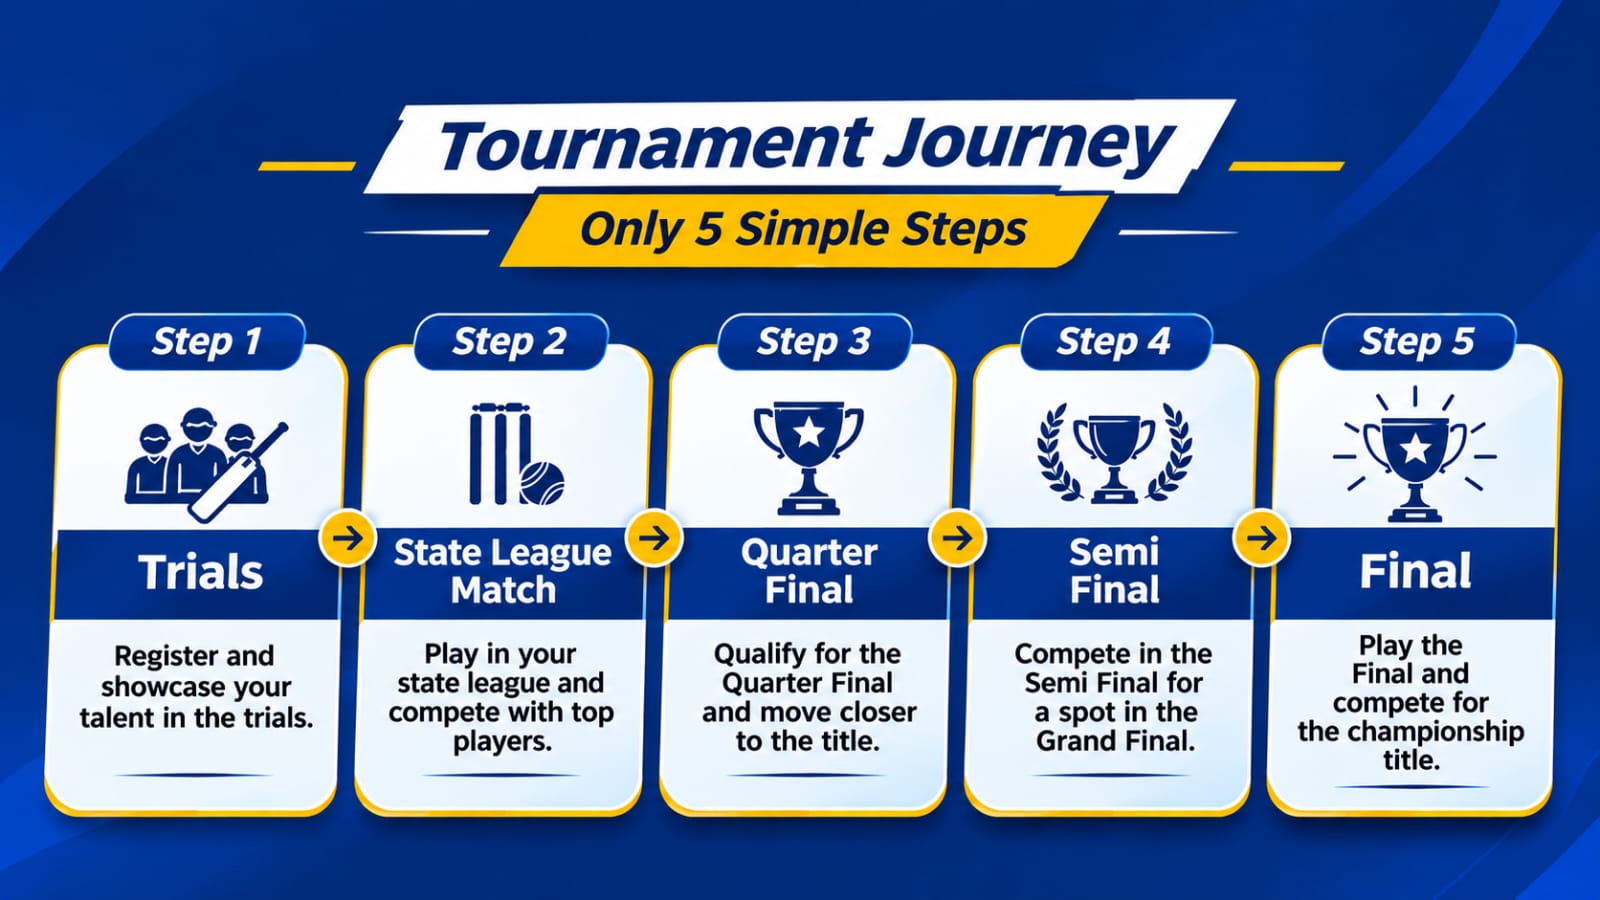 Tournament Journey
Only 5 Simple Steps
Step 1
Trials
Register and
showcase your
talent in the trials.
Step 2
State League
Match
Play in your
state league and
compete with top
players.
Step 3
Quarter
Final
Qualify for the
Quarter Final
and move closer
to the title.
Step 4
Semi
Final
Compete in the
Semi Final for
a spot in the
Grand Final.
Step 5
Final
Play the
Final and
compete for
the championship
title.